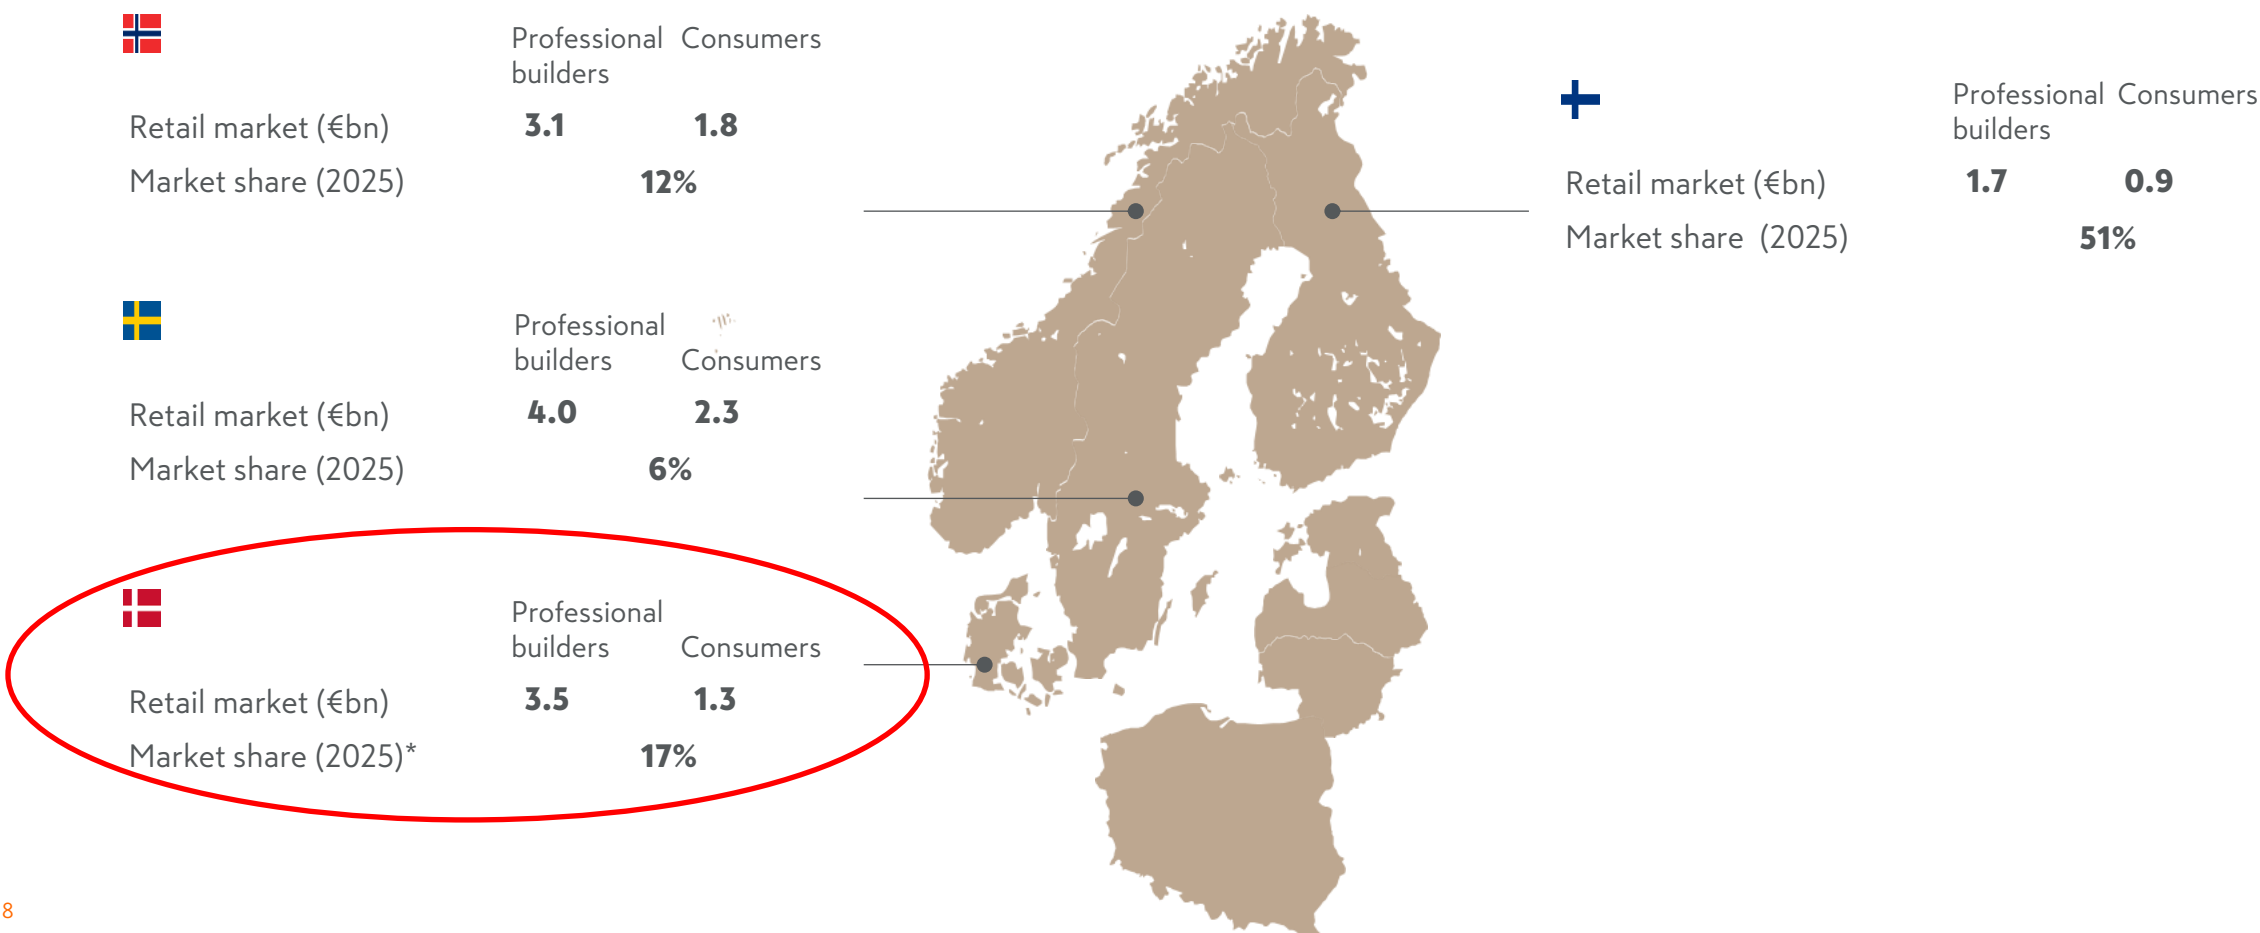 Professional Consumers
builders
Retail market (€bn) 3.1 1.8
Market share (2025) 12%
Professional
builders Consumers
Retail market (€bn) 4.0 2.3
Market share (2025) 6%
Professional
builders Consumers
Retail market (€bn) 3.5 1.3
Market share (2025)* 17%
Professional Consumers
builders
Retail market (€bn) 1.7 0.9
Market share (2025) 51%
8